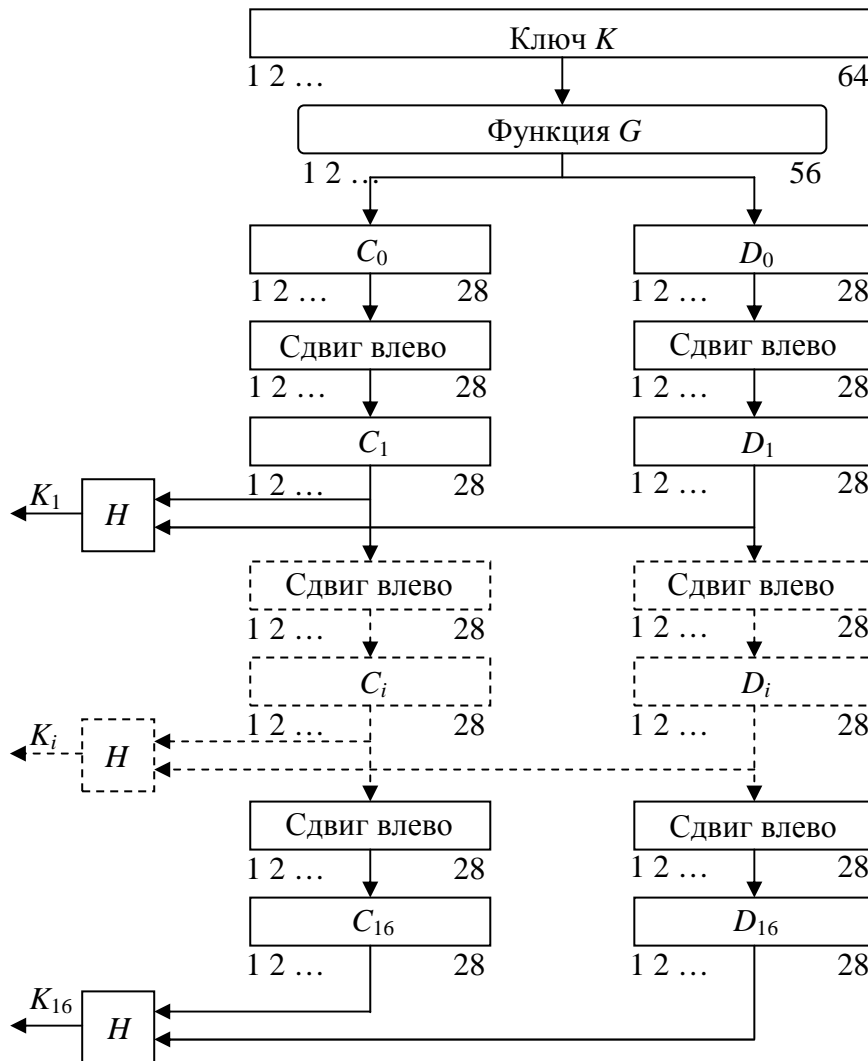 Ключ K
1 2 … 64
Функция G
1 2 … 56
C0 D0
1 2 … 28 1 2 … 28
Сдвиг влево Сдвиг влево
1 2 … 28 1 2 … 28
C1 D1
1 2 … 28 1 2 … 28
K1 H
Сдвиг влево Сдвиг влево
1 2 … 28 1 2 … 28
Ci Di
1 2 … 28 1 2 … 28
Ki H
Сдвиг влево Сдвиг влево
1 2 … 28 1 2 … 28
C16 D16
1 2 … 28 1 2 … 28
K16 H